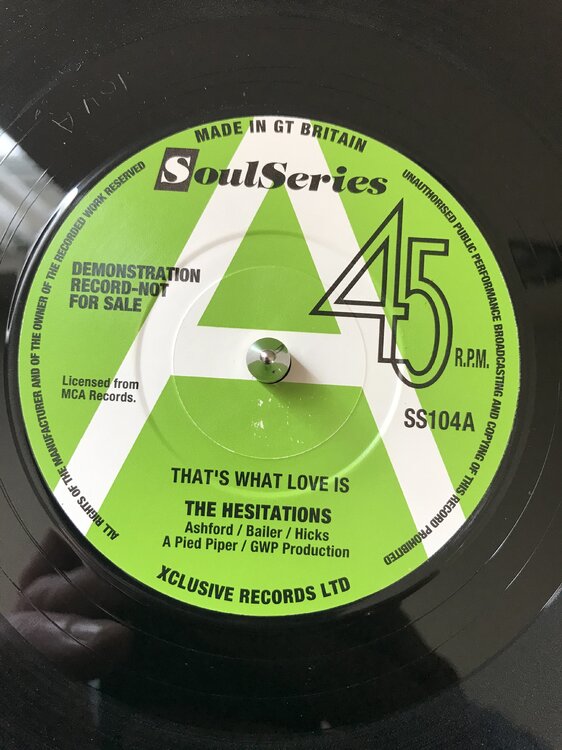 MADE IN GT BRITAIN
SoulSeries
UNAUTHORISED PUBLIC PERFORMANCE BROADCASTING AND COPYING OF THIS RECORD PROHIBITED
ALL RIGHTS OF THE MANUFACTURER AND OF THE OWNER OF THE RECORDED WORK RESERVED
A
DEMONSTRATION
RECORD-NOT
FOR SALE
45
R.P.M.
Licensed from
MCA Records.
SS104A
THAT'S WHAT LOVE IS
THE HESITATIONS
Ashford / Bailer / Hicks
A Pied Piper / GWP Production
XCLUSIVE RECORDS LTD